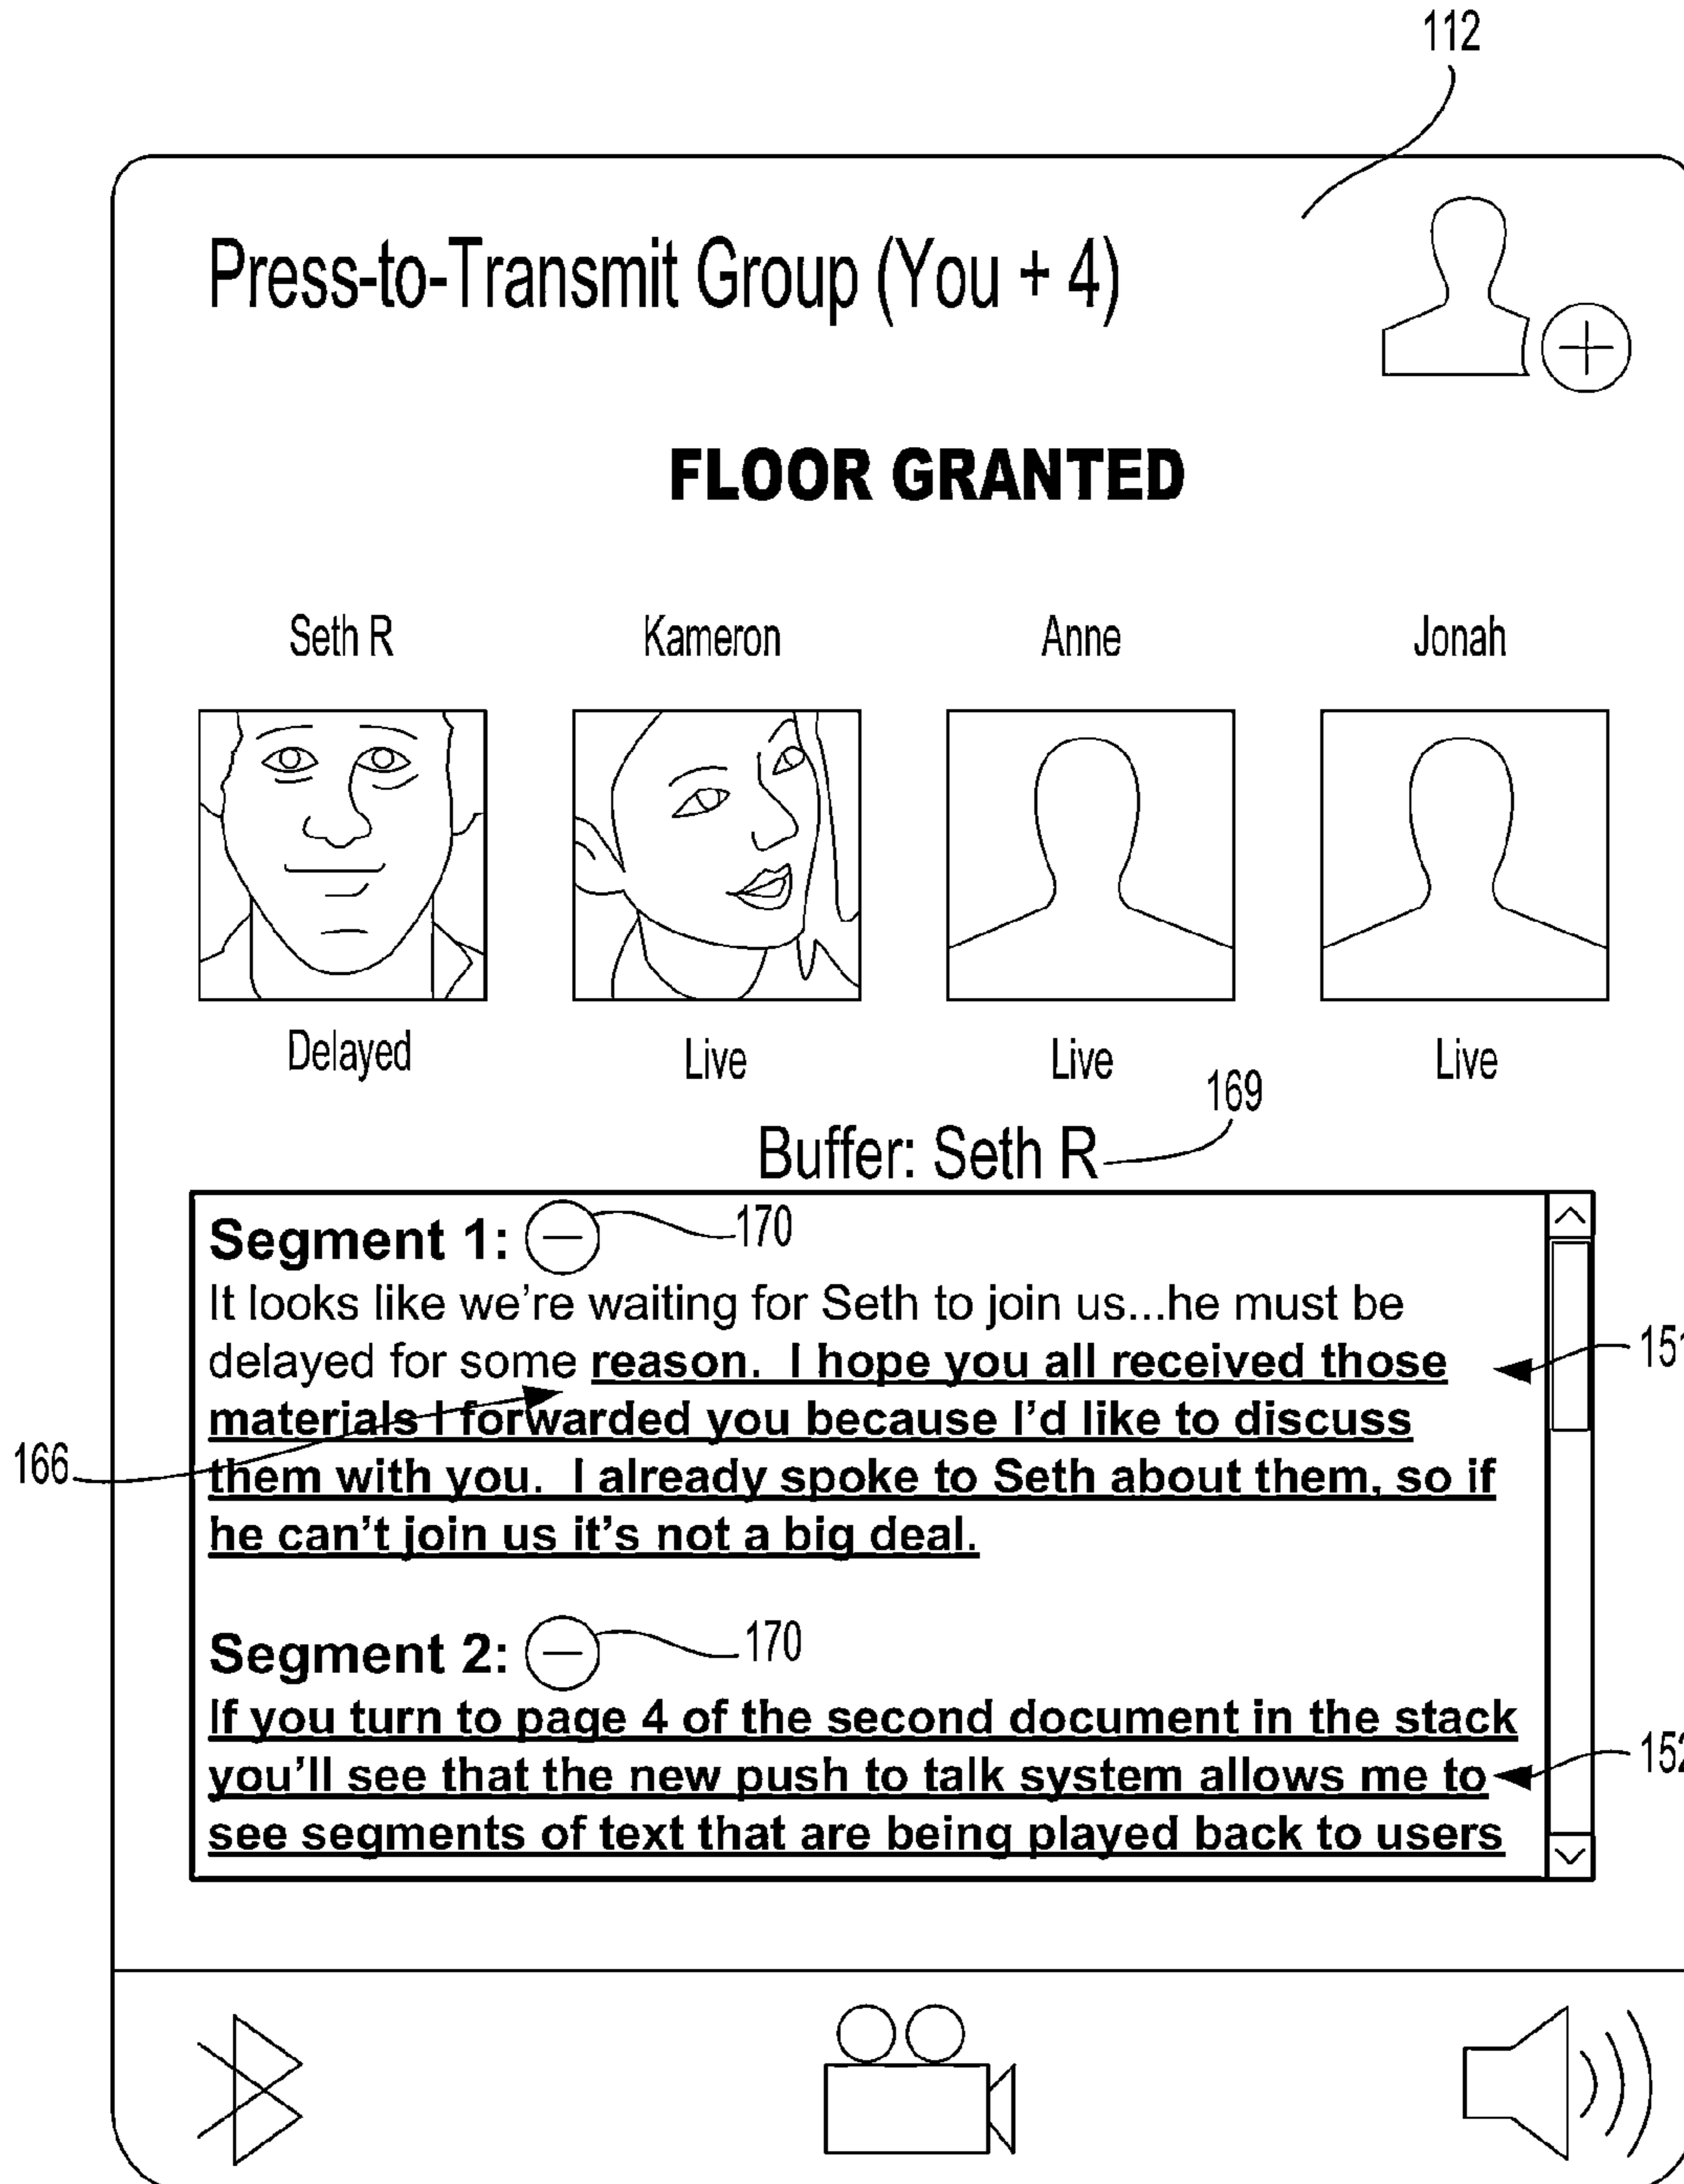 112
Press-to-Transmit Group (You + 4)
FLOOR GRANTED
Seth R
Kameron
Anne
Jonah
Delayed
Live
Live
Live
169
Buffer: Seth R
Segment 1:
170
It looks like we're waiting for Seth to join us...he must be
delayed for some reason.  I hope you all received those
151
materials I forwarded you because I'd like to discuss
166
them with you.  I already spoke to Seth about them, so if
he can't join us it's not a big deal.
Segment 2:
170
If you turn to page 4 of the second document in the stack
you'll see that the new push to talk system allows me to
152
see segments of text that are being played back to users